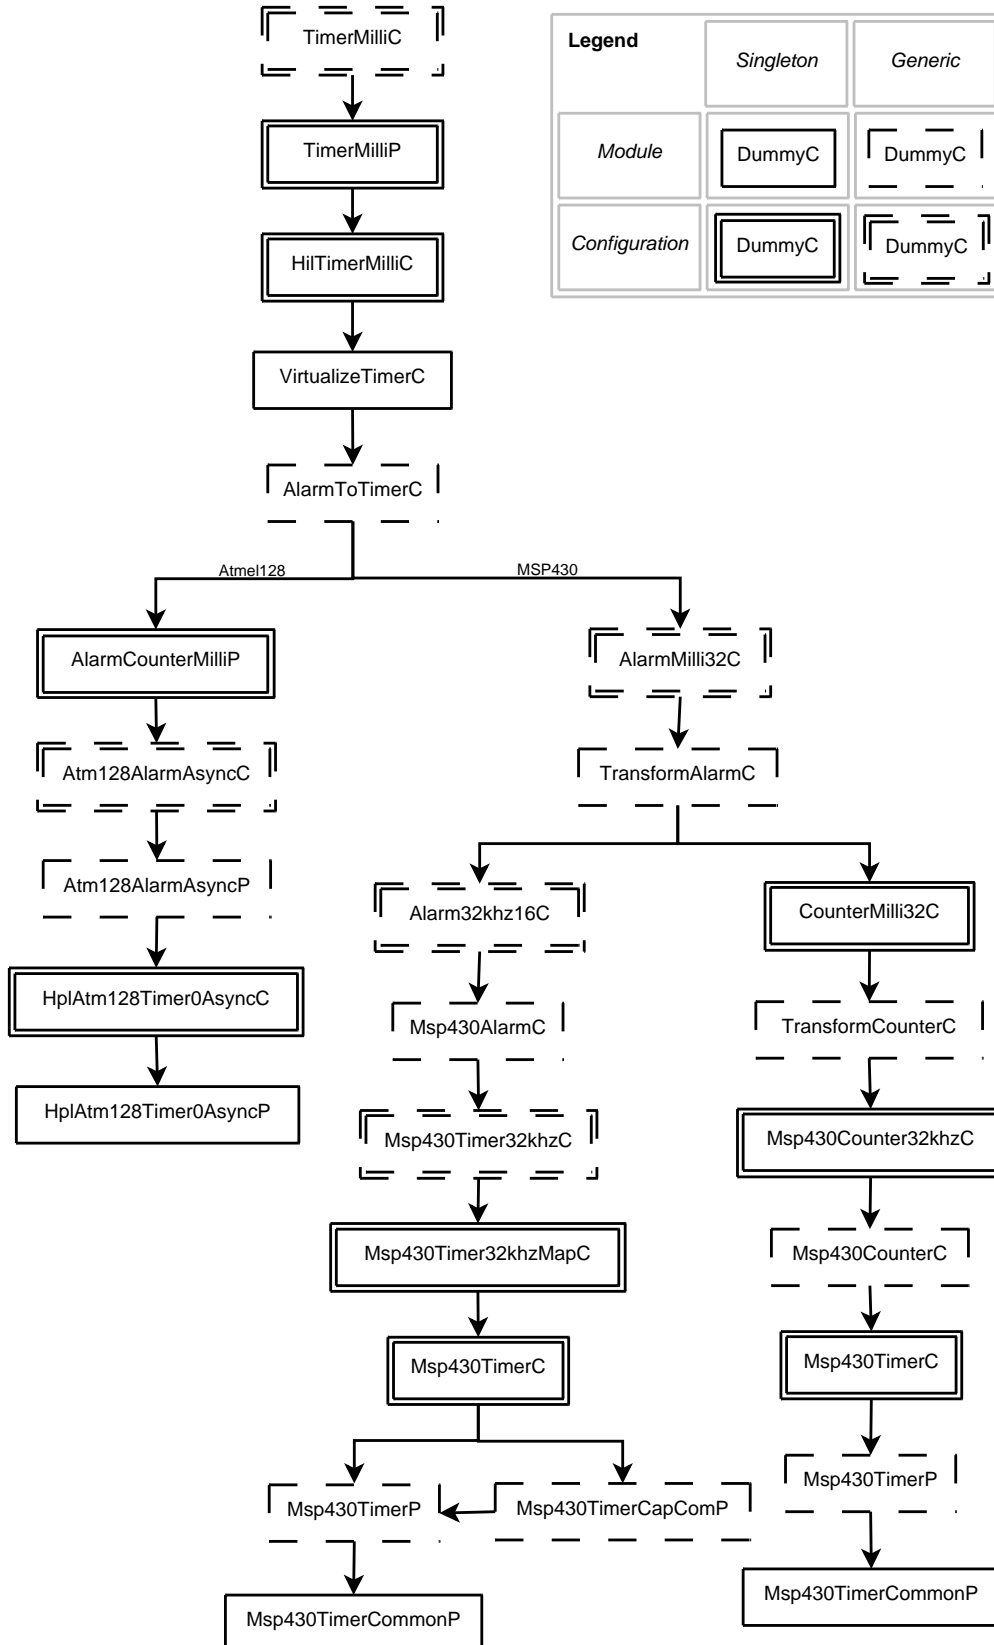 TimerMilliC
Legend
Singleton
Generic
TimerMilliP
Module
DummyC
DummyC
HilTimerMilliC
Configuration
DummyC
DummyC
VirtualizeTimerC
AlarmToTimerC
Atmel128
MSP430
AlarmCounterMilliP
AlarmMilli32C
Atm128AlarmAsyncC
TransformAlarmC
Atm128AlarmAsyncP
Alarm32khz16C
CounterMilli32C
HplAtm128Timer0AsyncC
Msp430AlarmC
TransformCounterC
HplAtm128Timer0AsyncP
Msp430Timer32khzC
Msp430Counter32khzC
Msp430Timer32khzMapC
Msp430CounterC
Msp430TimerC
Msp430TimerC
Msp430TimerP
Msp430TimerCapComP
Msp430TimerP
Msp430TimerCommonP
Msp430TimerCommonP